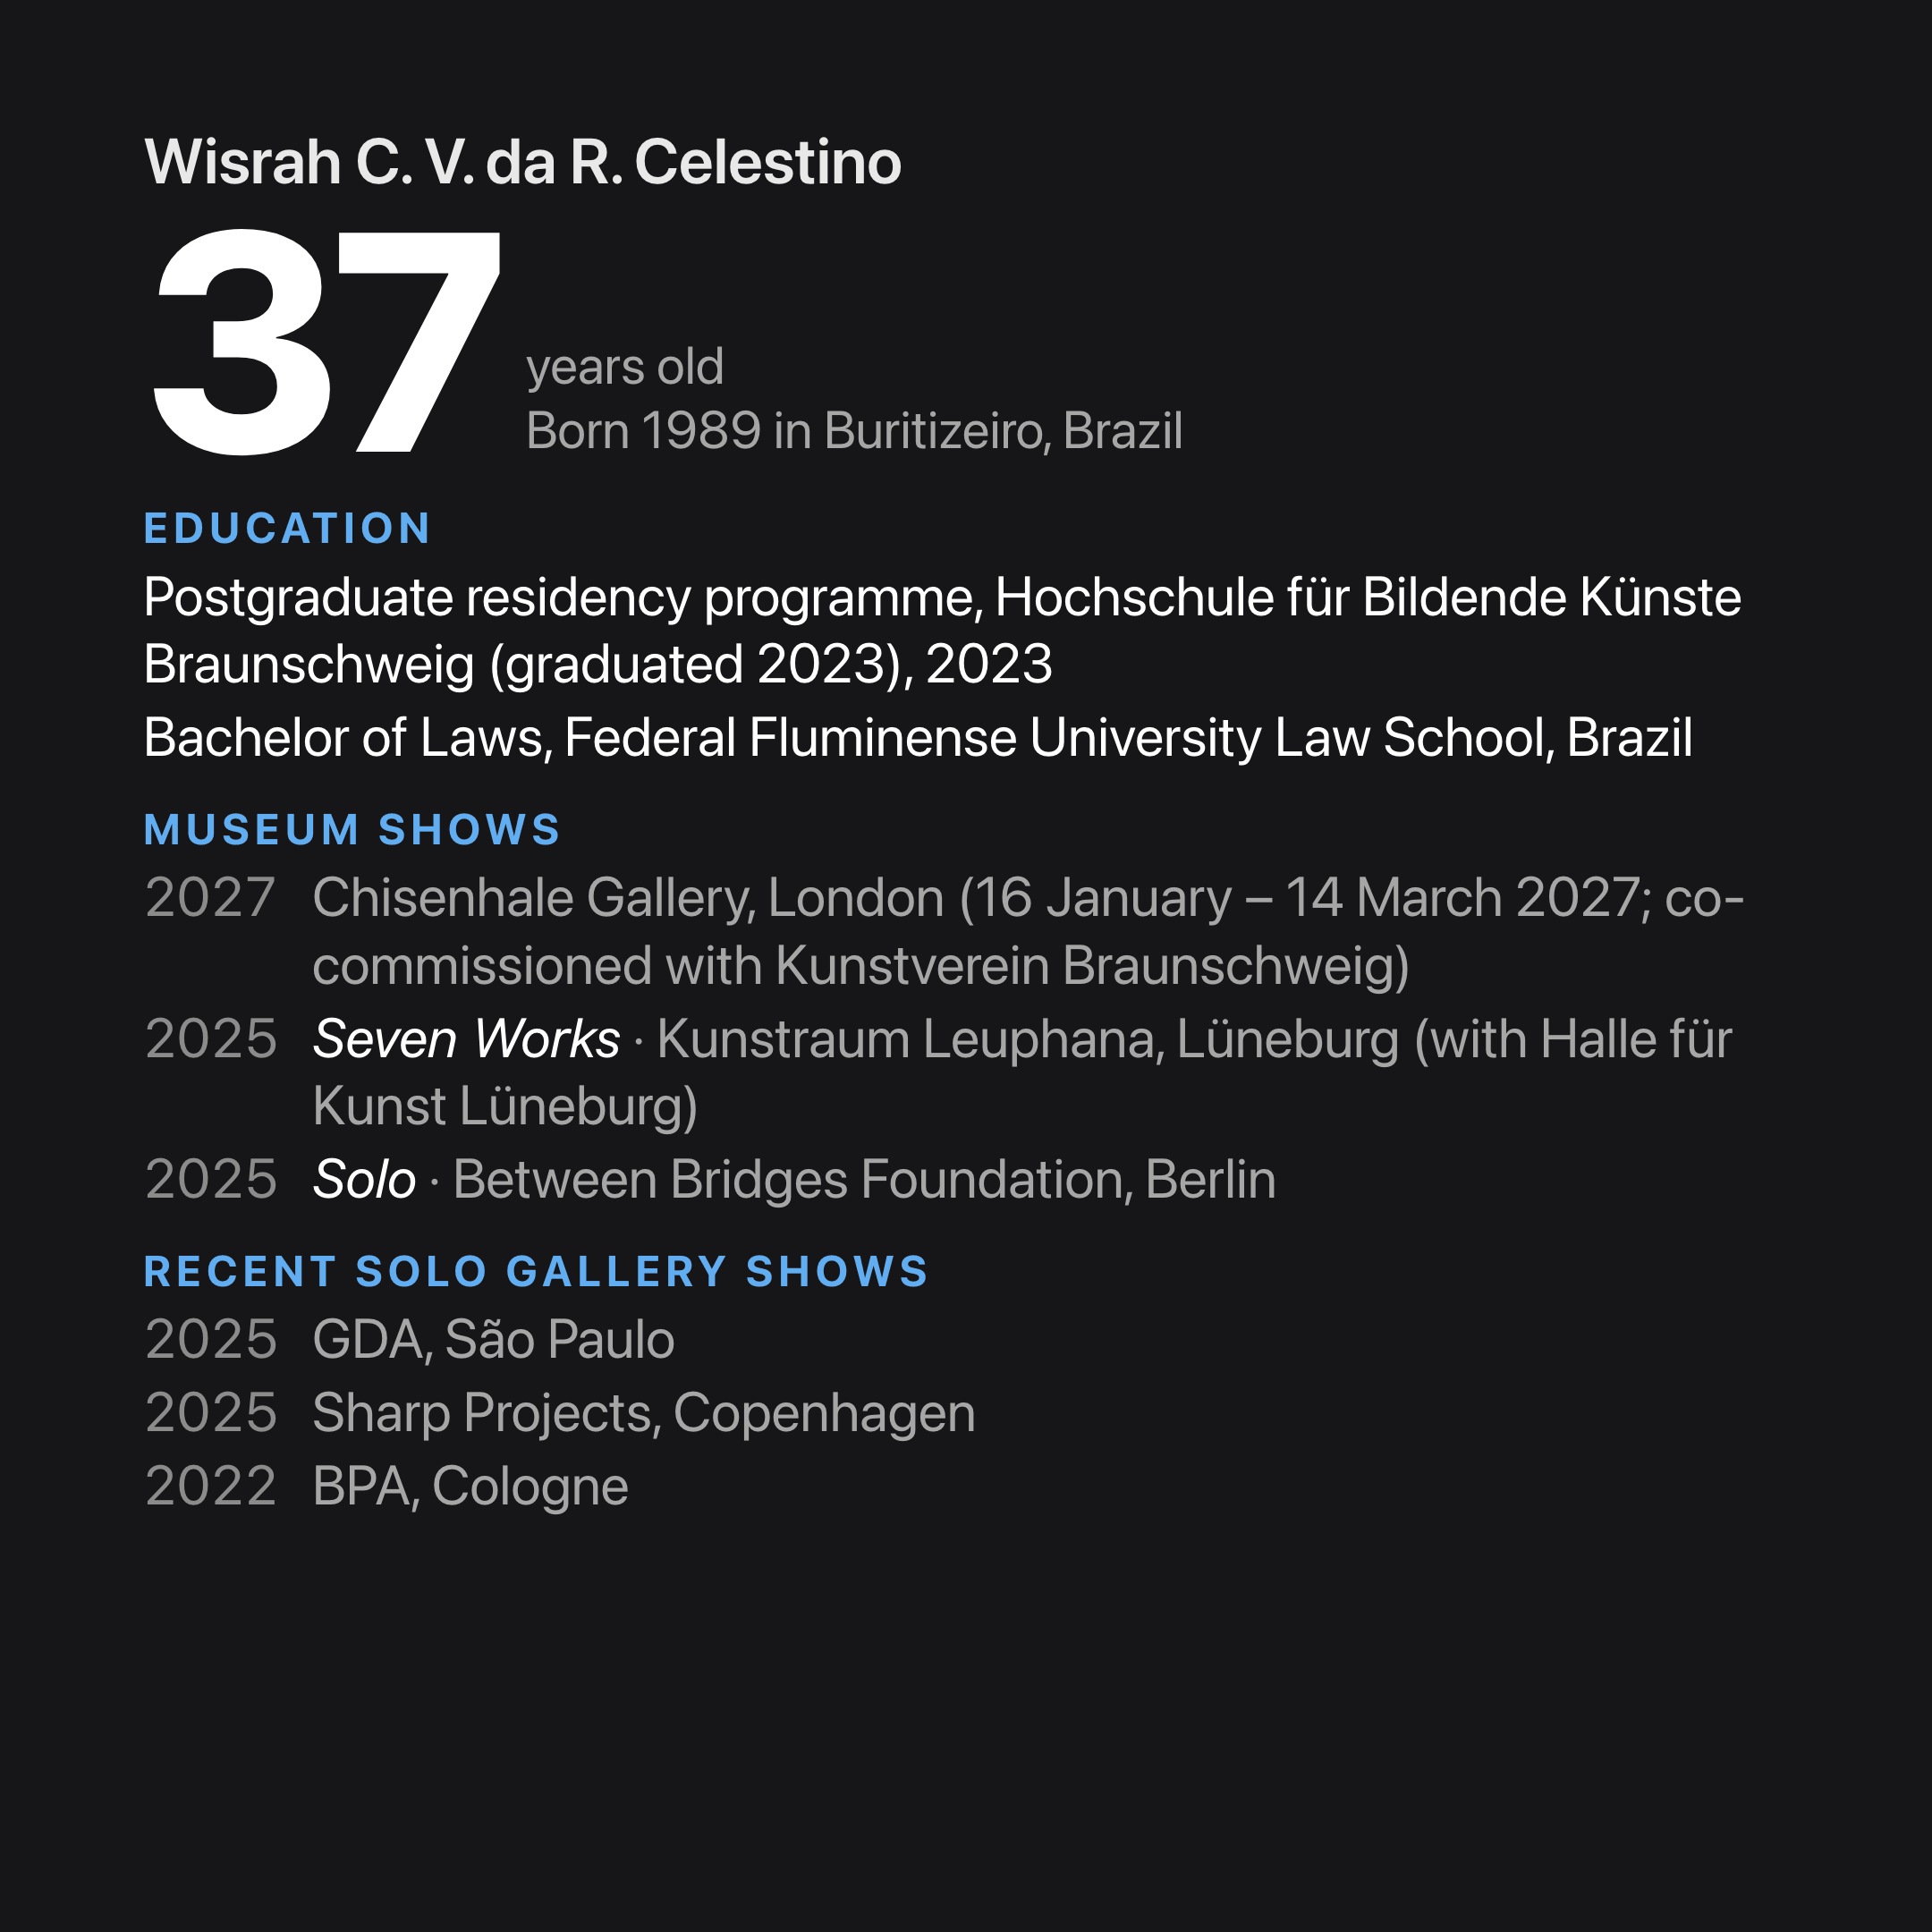 Wisrah C. V. da R. Celestino
37
years old
Born 1989 in Buritizeiro, Brazil
EDUCATION
Postgraduate residency programme, Hochschule für Bildende Künste
Braunschweig (graduated 2023), 2023
Bachelor of Laws, Federal Fluminense University Law School, Brazil
MUSEUM SHOWS
2027 Chisenhale Gallery, London (16 January – 14 March 2027; co-
commissioned with Kunstverein Braunschweig)
2025 Seven Works · Kunstraum Leuphana, Lüneburg (with Halle für
Kunst Lüneburg)
2025 Solo · Between Bridges Foundation, Berlin
RECENT SOLO GALLERY SHOWS
2025 GDA, São Paulo
2025 Sharp Projects, Copenhagen
2022 BPA, Cologne